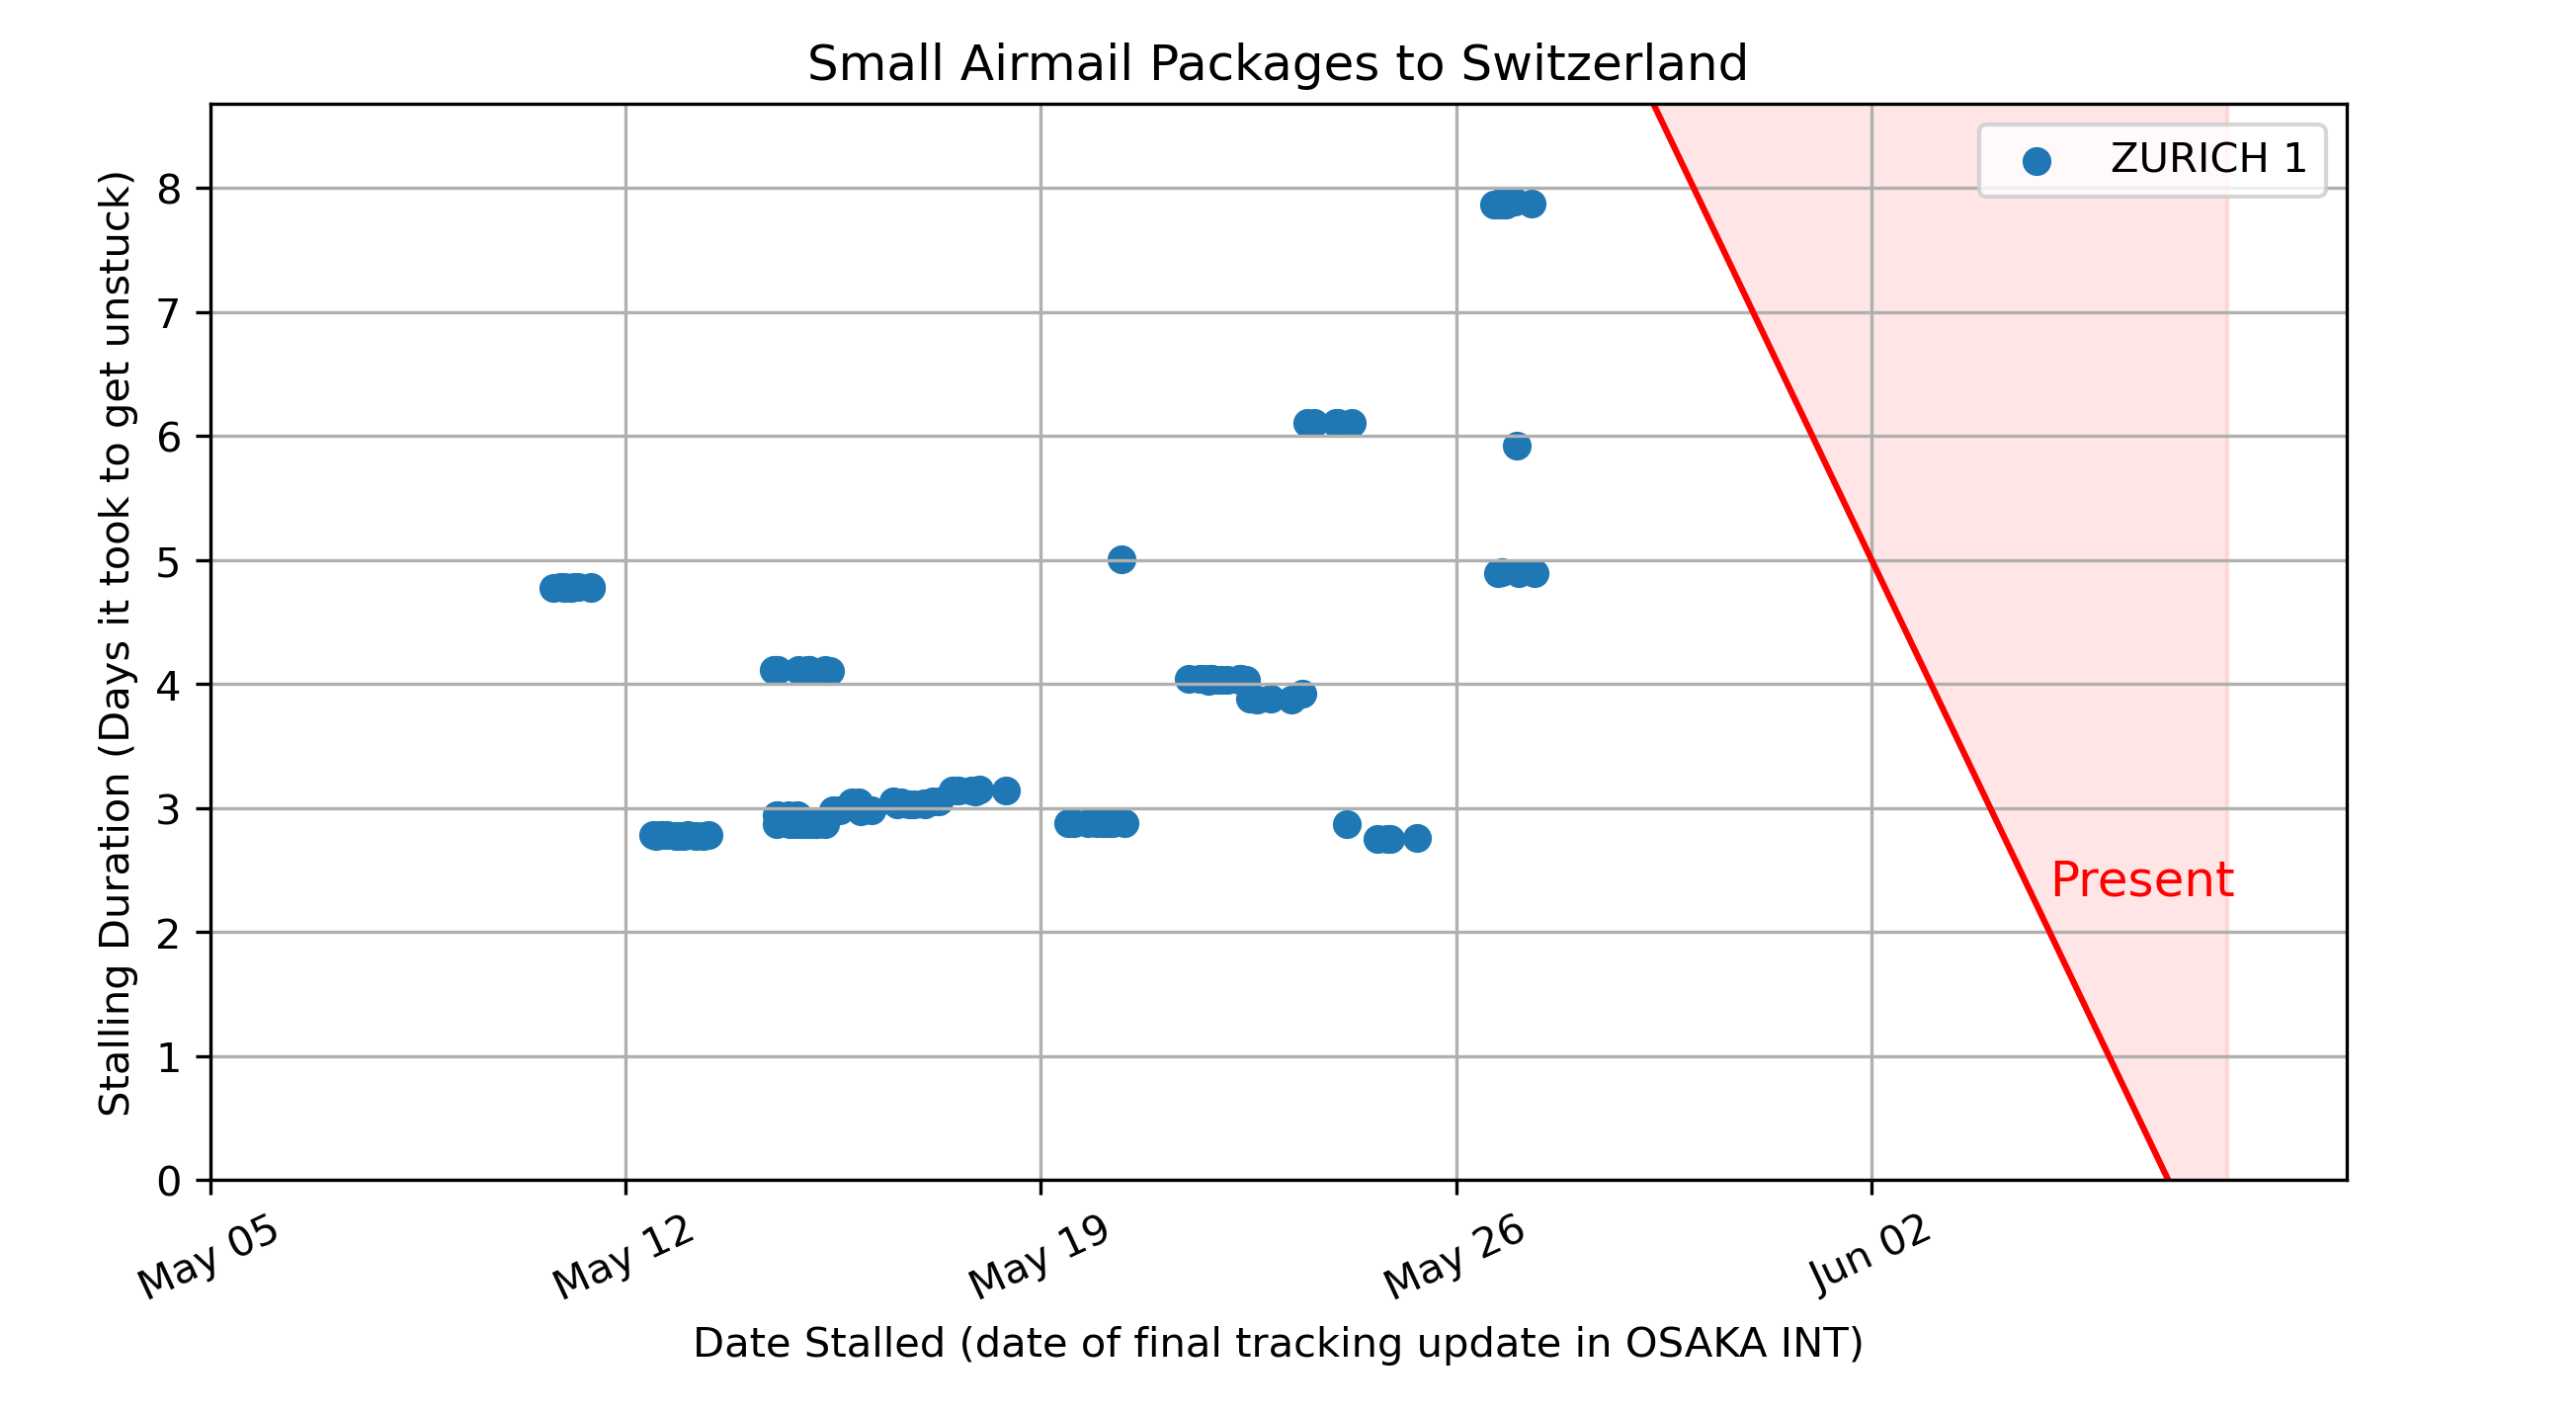 Small Airmail Packages to Switzerland
ZURICH 1
Stalling Duration (Days it took to get unstuck)
8
7
6
5
4
3
2
1
0
Present
May 05
May 12
May 19
May 26
Jun 02
Date Stalled (date of final tracking update in OSAKA INT)